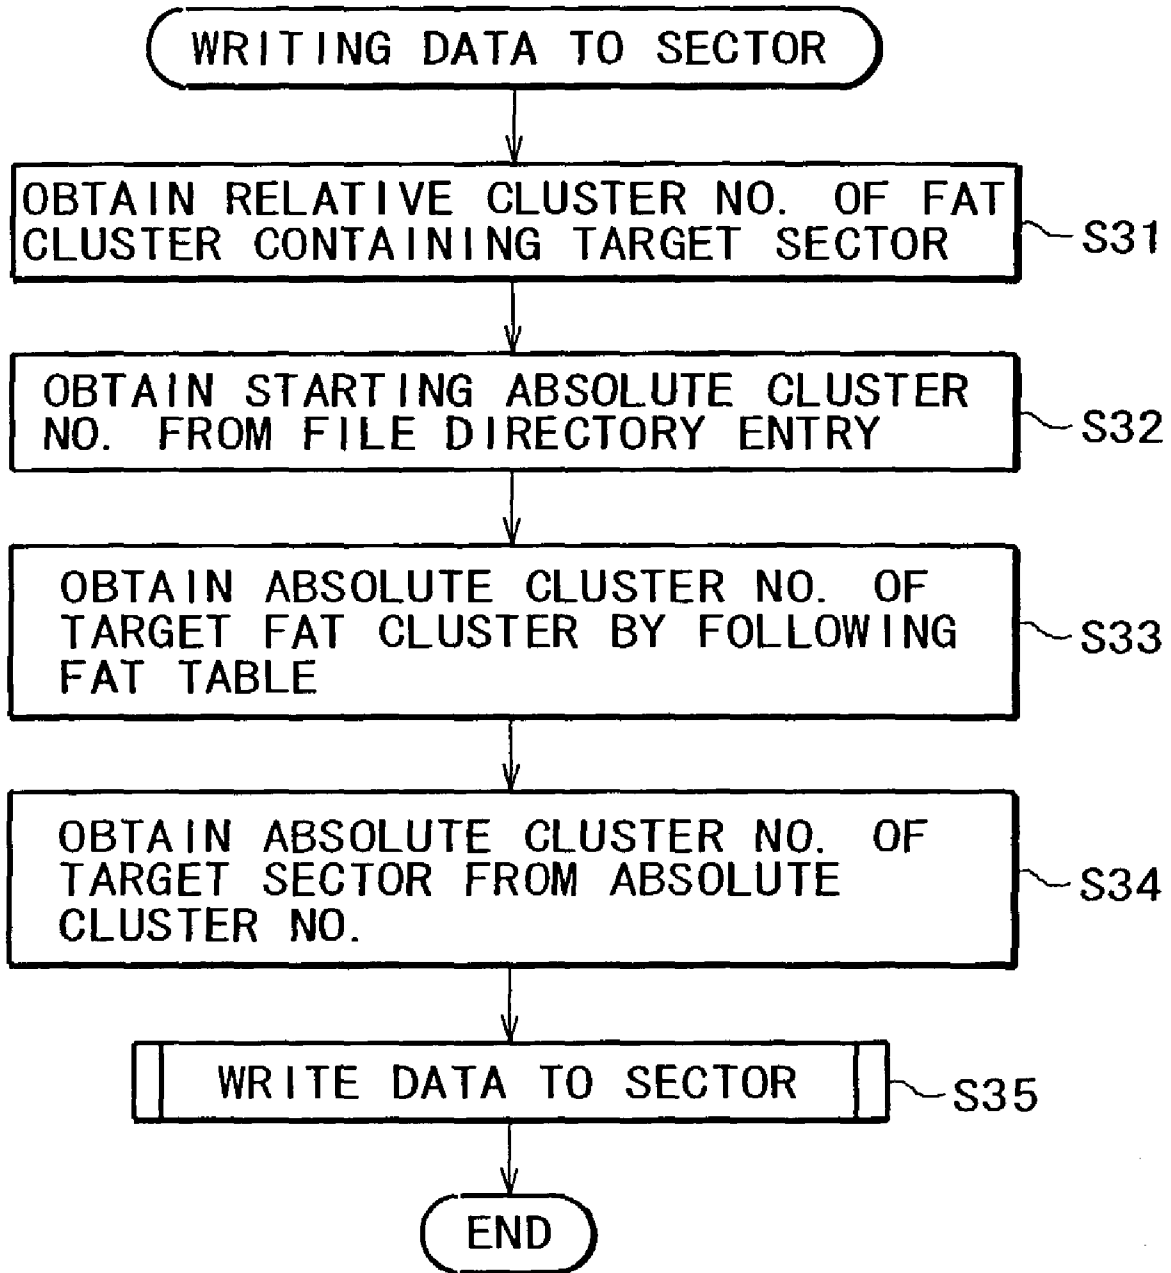 WRITING DATA TO SECTOR
OBTAIN RELATIVE CLUSTER NO. OF FAT
CLUSTER CONTAINING TARGET SECTOR
S31
OBTAIN STARTING ABSOLUTE CLUSTER
NO. FROM FILE DIRECTORY ENTRY
S32
OBTAIN ABSOLUTE CLUSTER NO. OF
TARGET FAT CLUSTER BY FOLLOWING
FAT TABLE
S33
OBTAIN ABSOLUTE CLUSTER NO. OF
TARGET SECTOR FROM ABSOLUTE
CLUSTER NO.
S34
WRITE DATA TO SECTOR
S35
END